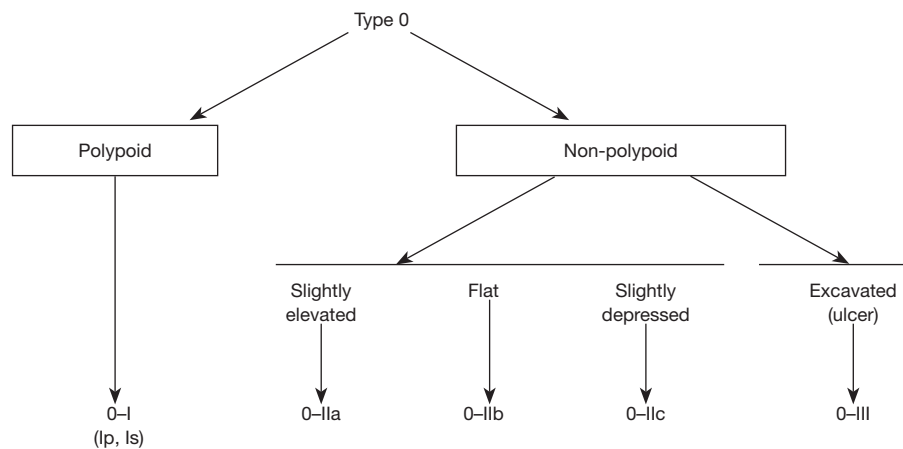 Type 0
Polypoid
Non-polypoid
Slightly
elevated
Flat
Slightly
depressed
Excavated
(ulcer)
0–I
(Ip, Is)
0–IIa
0–IIb
0–IIc
0–III